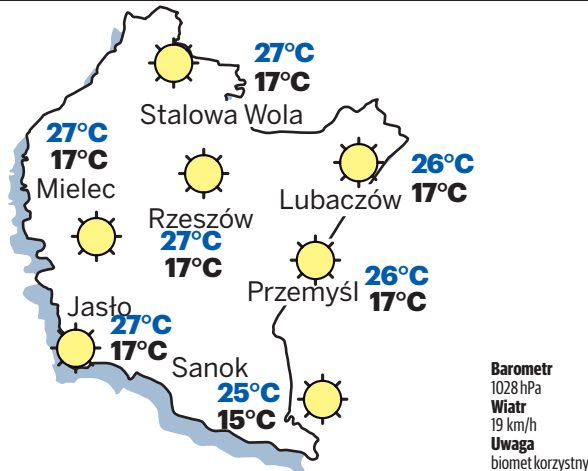 27°C
17°C
Stalowa Wola
27°C
17°C
Mielec
26°C
17°C
Lubaczów
Rzeszów
27°C
17°C
26°C
17°C
Przemyśl
Jasło
27°C
17°C
Sanok
25°C
15°C
Barometr
1028 hPa
Wiatr
19 km/h
Uwaga
biomet korzystny